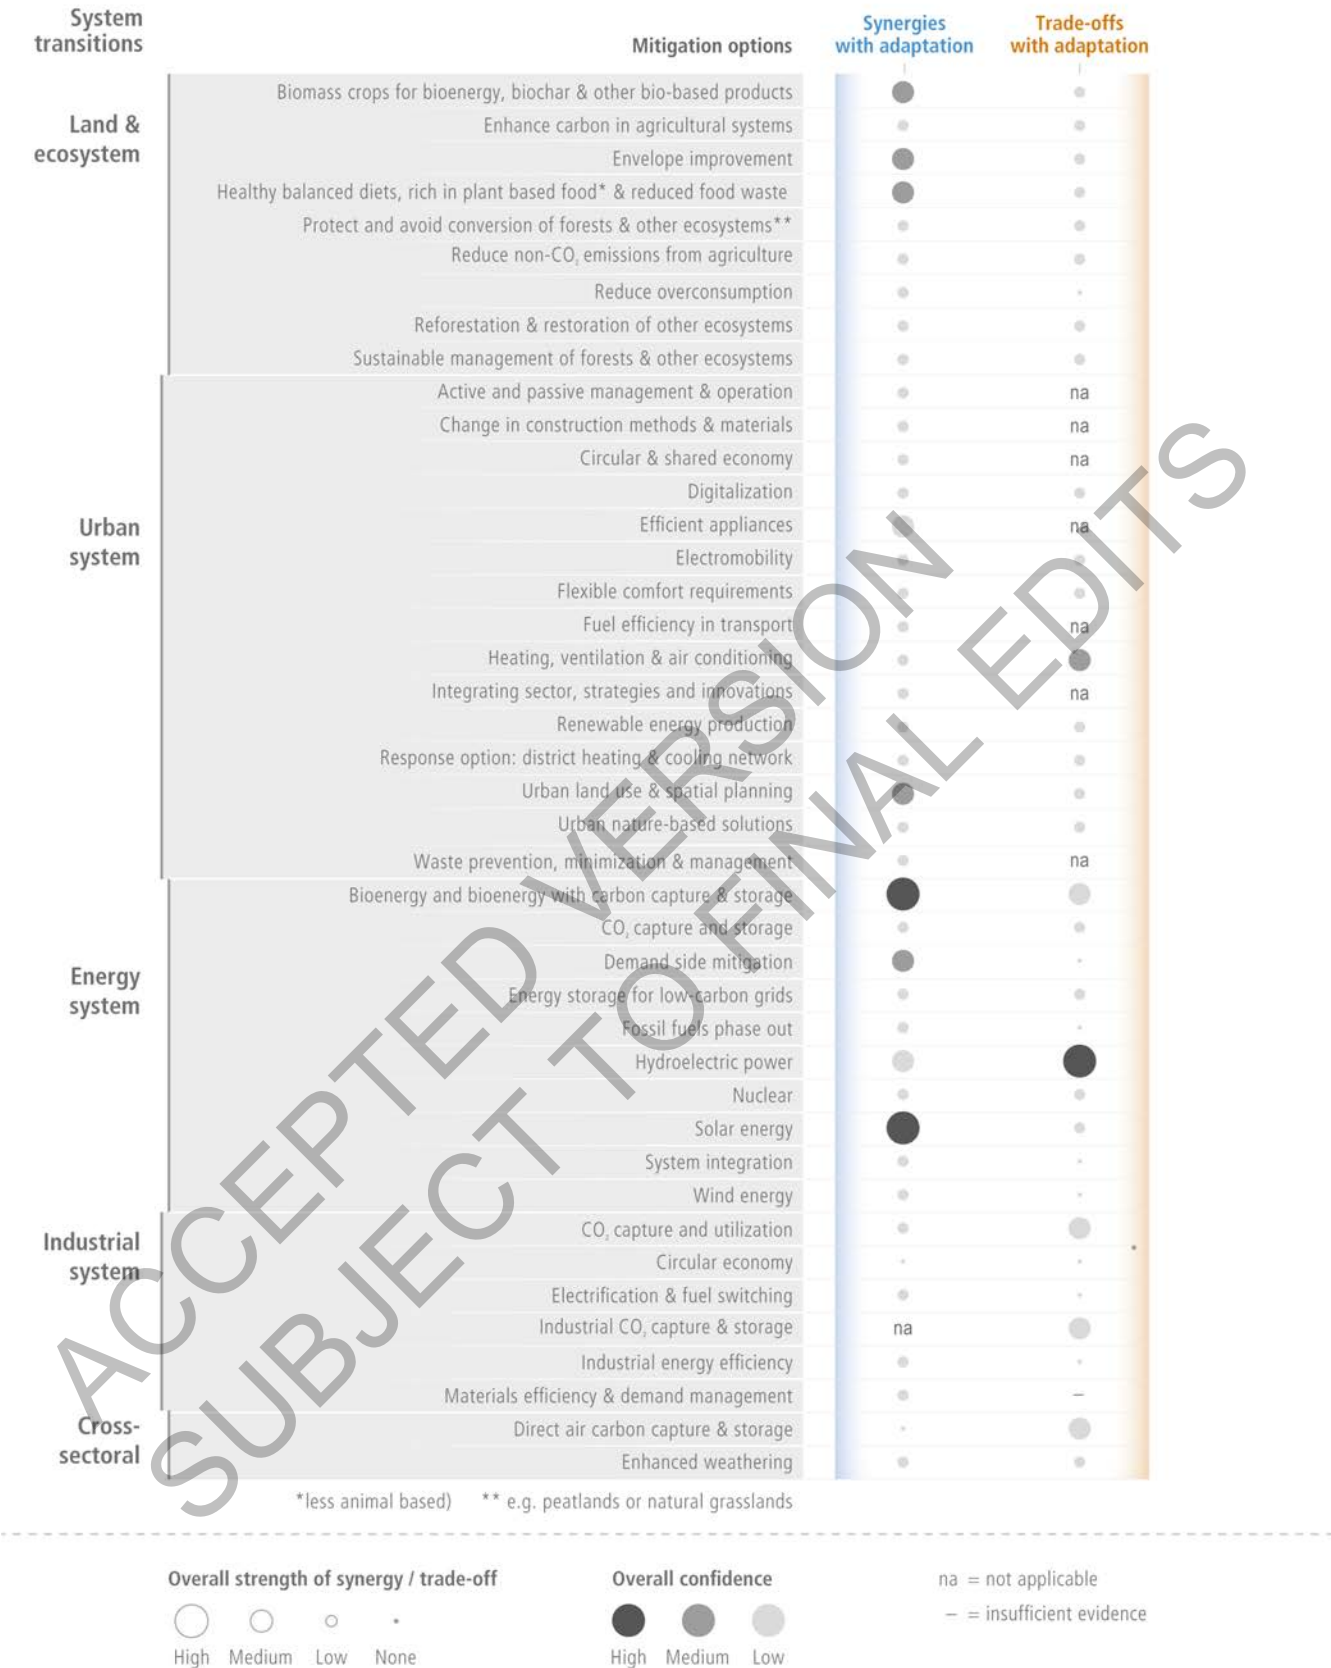 System
transitions
Mitigation options
Synergies
with adaptation
Trade-offs
with adaptation
Land &
ecosystem
Biomass crops for bioenergy, biochar & other bio-based products
Enhance carbon in agricultural systems
Envelope improvement
Healthy balanced diets, rich in plant based food* & reduced food waste
Protect and avoid conversion of forests & other ecosystems**
Reduce non-CO₂ emissions from agriculture
Reduce overconsumption
Reforestation & restoration of other ecosystems
Sustainable management of forests & other ecosystems
Urban
system
Active and passive management & operation na
Change in construction methods & materials na
Circular & shared economy na
Digitalization
Efficient appliances na
Electromobility
Flexible comfort requirements
Fuel efficiency in transport na
Heating, ventilation & air conditioning
Integrating sector, strategies and innovations na
Renewable energy production
Response option: district heating & cooling network
Urban land use & spatial planning
Urban nature-based solutions
Waste prevention, minimization & management na
Energy
system
Bioenergy and bioenergy with carbon capture & storage
CO₂ capture and storage
Demand side mitigation
Energy storage for low-carbon grids
Fossil fuels phase out
Hydroelectric power
Nuclear
Solar energy
System integration
Wind energy
Industrial
system
CO₂ capture and utilization
Circular economy
Electrification & fuel switching
Industrial CO₂ capture & storage na
Industrial energy efficiency
Materials efficiency & demand management –
Cross-
sectoral
Direct air carbon capture & storage
Enhanced weathering
*less animal based) ** e.g. peatlands or natural grasslands
Overall strength of synergy / trade-off
High Medium Low None
Overall confidence
High Medium Low
na = not applicable
– = insufficient evidence
ACCEPTED VERSION
SUBJECT TO FINAL EDITS